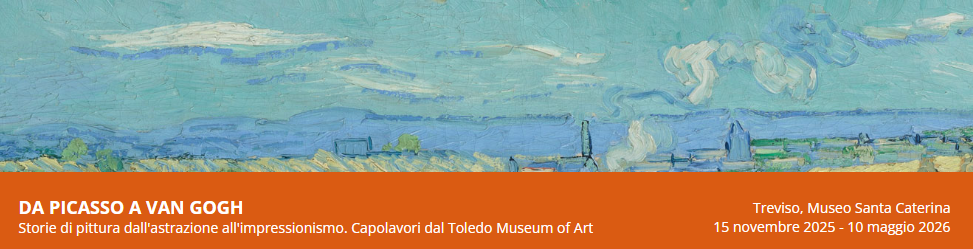 DA PICASSO A VAN GOGH
Storie di pittura dall'astrazione all'impressionismo. Capolavori dal Toledo Museum of Art
Treviso, Museo Santa Caterina
15 novembre 2025 - 10 maggio 2026